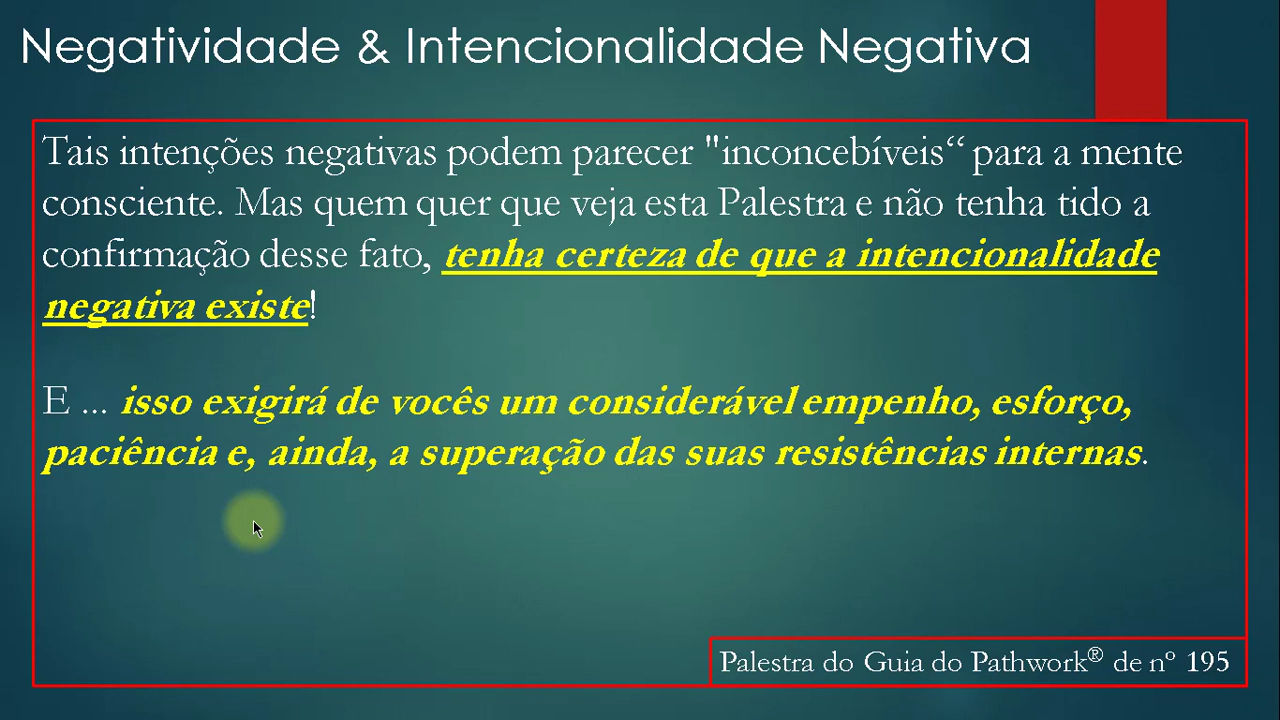 Negatividade & Intencionalidade Negativa
Tais intenções negativas podem parecer "inconcebíveis“ para a mente
consciente. Mas quem quer que veja esta Palestra e não tenha tido a
confirmação desse fato, tenha certeza de que a intencionalidade
negativa existe!
E ... isso exigirá de vocês um considerável empenho, esforço,
paciência e, ainda, a superação das suas resistências internas.
Palestra do Guia do Pathwork® de nº 195